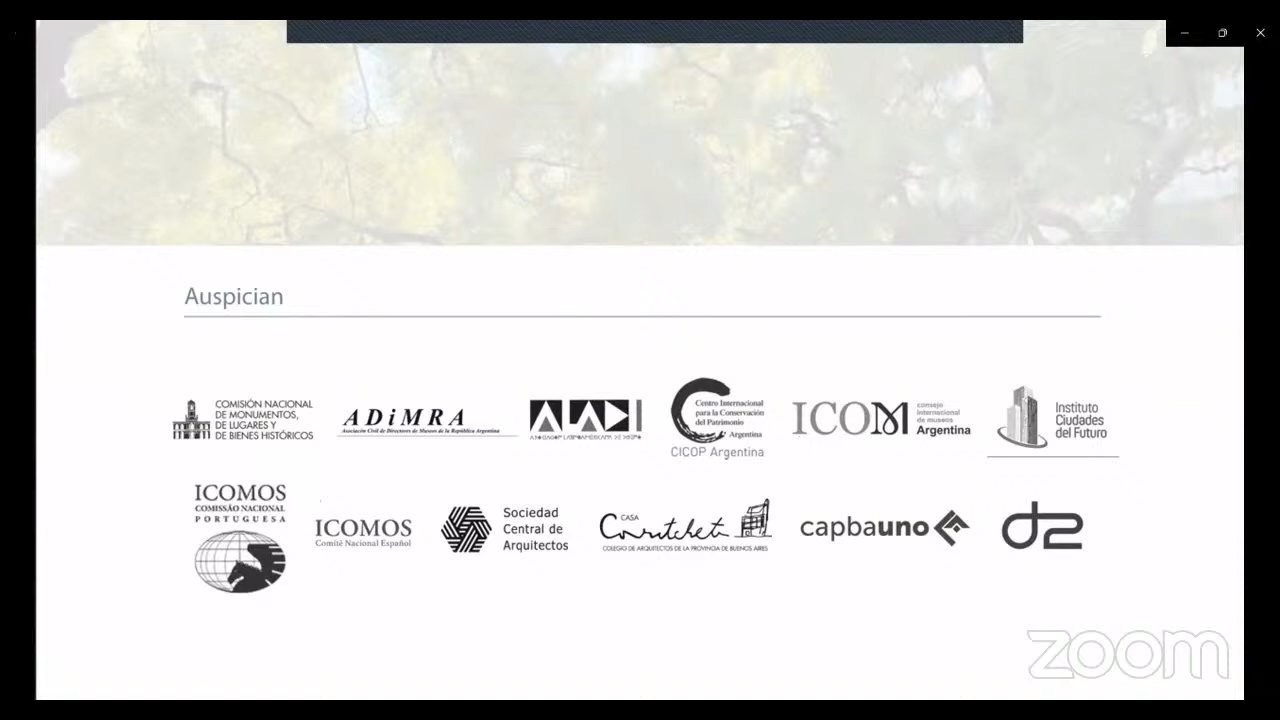 Auspician
COMISIÓN NACIONAL
DE MONUMENTOS,
DE LUGARES Y
DE BIENES HISTÓRICOS
ADiMRA
Asociación Civil de Directores de Museos de la República Argentina
Centro Internacional
para la Conservación
del Patrimonio
Argentina
CICOP Argentina
ICOM
consejo
internacional
de museos
Argentina
Instituto
Ciudades
del Futuro
ICOMOS
COMISSÃO NACIONAL
PORTUGUESA
ICOMOS
Comité Nacional Español
Sociedad
Central de
Arquitectos
CASA
Curutchet
COLEGIO DE ARQUITECTOS DE LA PROVINCIA DE BUENOS AIRES
capbauno
d2
zoom